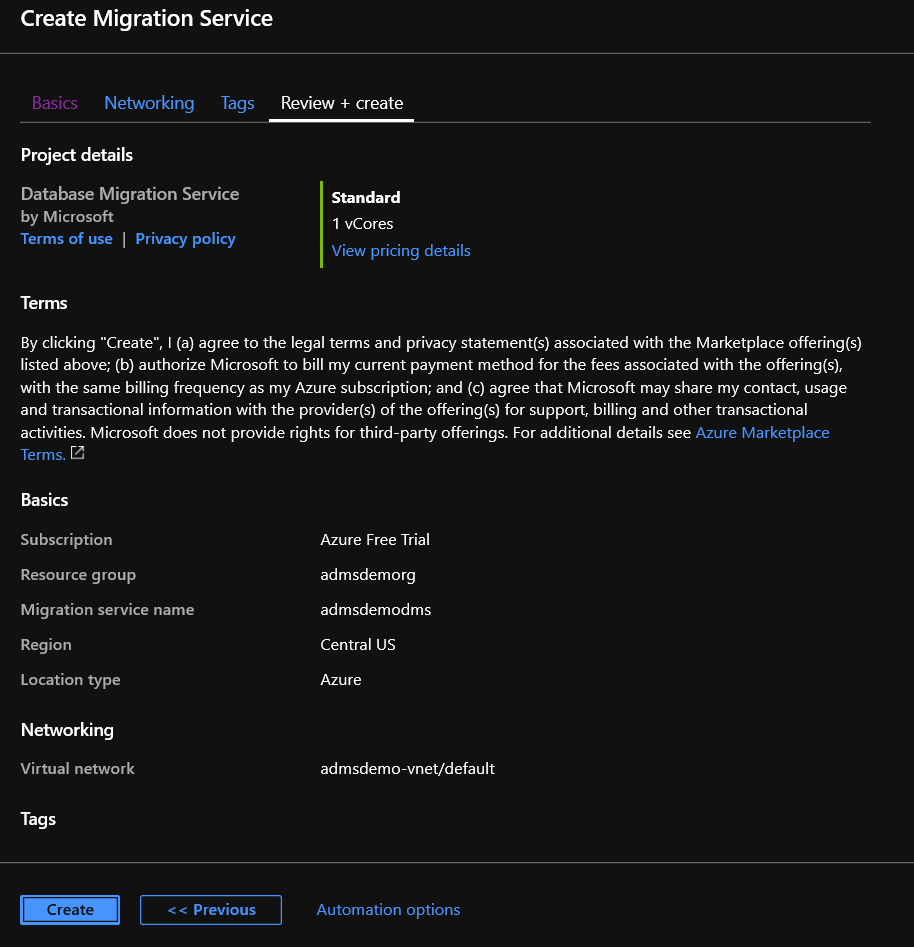 Create Migration Service
Basics Networking Tags Review + create
Project details
Database Migration Service
by Microsoft
Terms of use | Privacy policy
Standard
1 vCores
View pricing details
Terms
By clicking "Create", I (a) agree to the legal terms and privacy statement(s) associated with the Marketplace offering(s)
listed above; (b) authorize Microsoft to bill my current payment method for the fees associated with the offering(s),
with the same billing frequency as my Azure subscription; and (c) agree that Microsoft may share my contact, usage
and transactional information with the provider(s) of the offering(s) for support, billing and other transactional
activities. Microsoft does not provide rights for third-party offerings. For additional details see Azure Marketplace
Terms.
Basics
Subscription Azure Free Trial
Resource group admsdemorg
Migration service name admsdemodms
Region Central US
Location type Azure
Networking
Virtual network admsdemo-vnet/default
Tags
Create << Previous Automation options